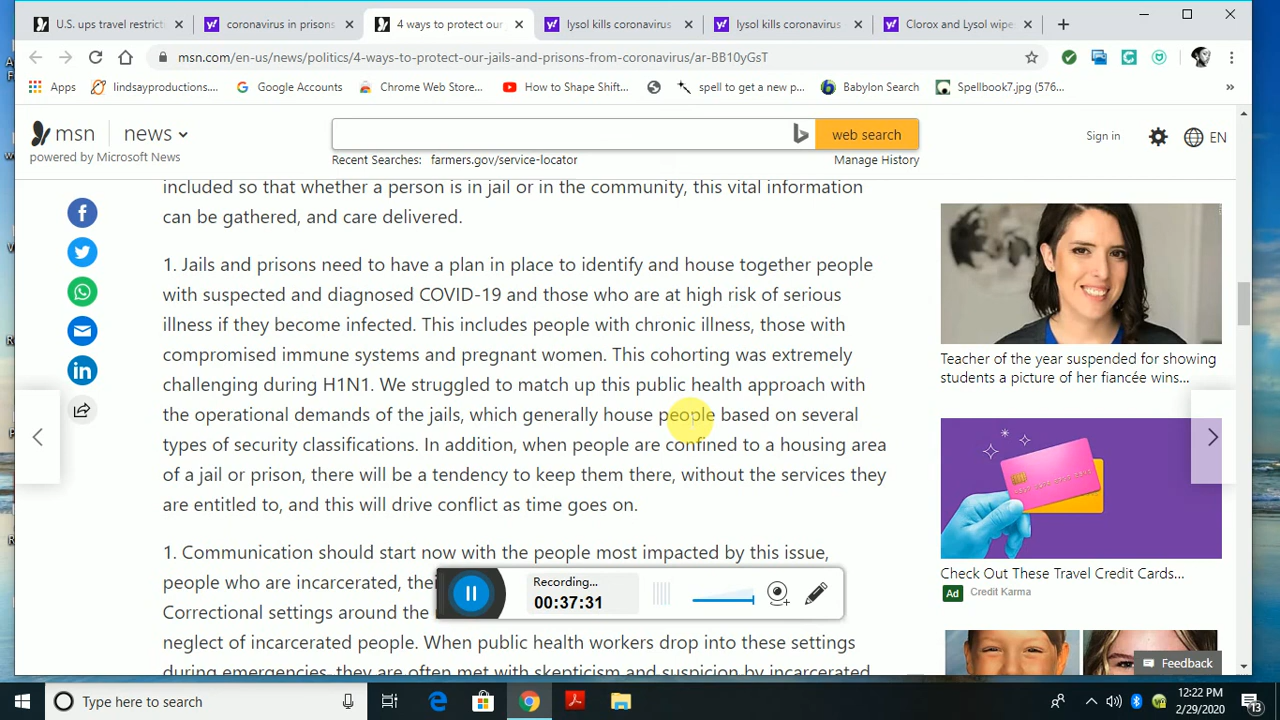 U.S. ups travel restrict
coronavirus in prisons
4 ways to protect our
lysol kills coronavirus
lysol kills coronavirus
Clorox and Lysol wipe
msn.com/en-us/news/politics/4-ways-to-protect-our-jails-and-prisons-from-coronavirus/ar-BB10yGsT
Apps
lindsayproductions....
Google Accounts
Chrome Web Store...
How to Shape Shift...
spell to get a new p...
Babylon Search
Spellbook7.jpg (576...
msn
news
powered by Microsoft News
web search
Recent Searches: farmers.gov/service-locator
Manage History
Sign in
EN
included so that whether a person is in jail or in the community, this vital information
can be gathered, and care delivered.
1. Jails and prisons need to have a plan in place to identify and house together people
with suspected and diagnosed COVID-19 and those who are at high risk of serious
illness if they become infected. This includes people with chronic illness, those with
compromised immune systems and pregnant women. This cohorting was extremely
challenging during H1N1. We struggled to match up this public health approach with
the operational demands of the jails, which generally house people based on several
types of security classifications. In addition, when people are confined to a housing area
of a jail or prison, there will be a tendency to keep them there, without the services they
are entitled to, and this will drive conflict as time goes on.
1. Communication should start now with the people most impacted by this issue,
people who are incarcerated, thei
Correctional settings around the
neglect of incarcerated people. When public health workers drop into these settings
during emergencies, they are often met with skepticism and suspicion by incarcerated
Teacher of the year suspended for showing
students a picture of her fiancée wins...
Check Out These Travel Credit Cards...
Ad Credit Karma
Feedback
Recording...
00:37:31
Type here to search
12:22 PM
2/29/2020
13